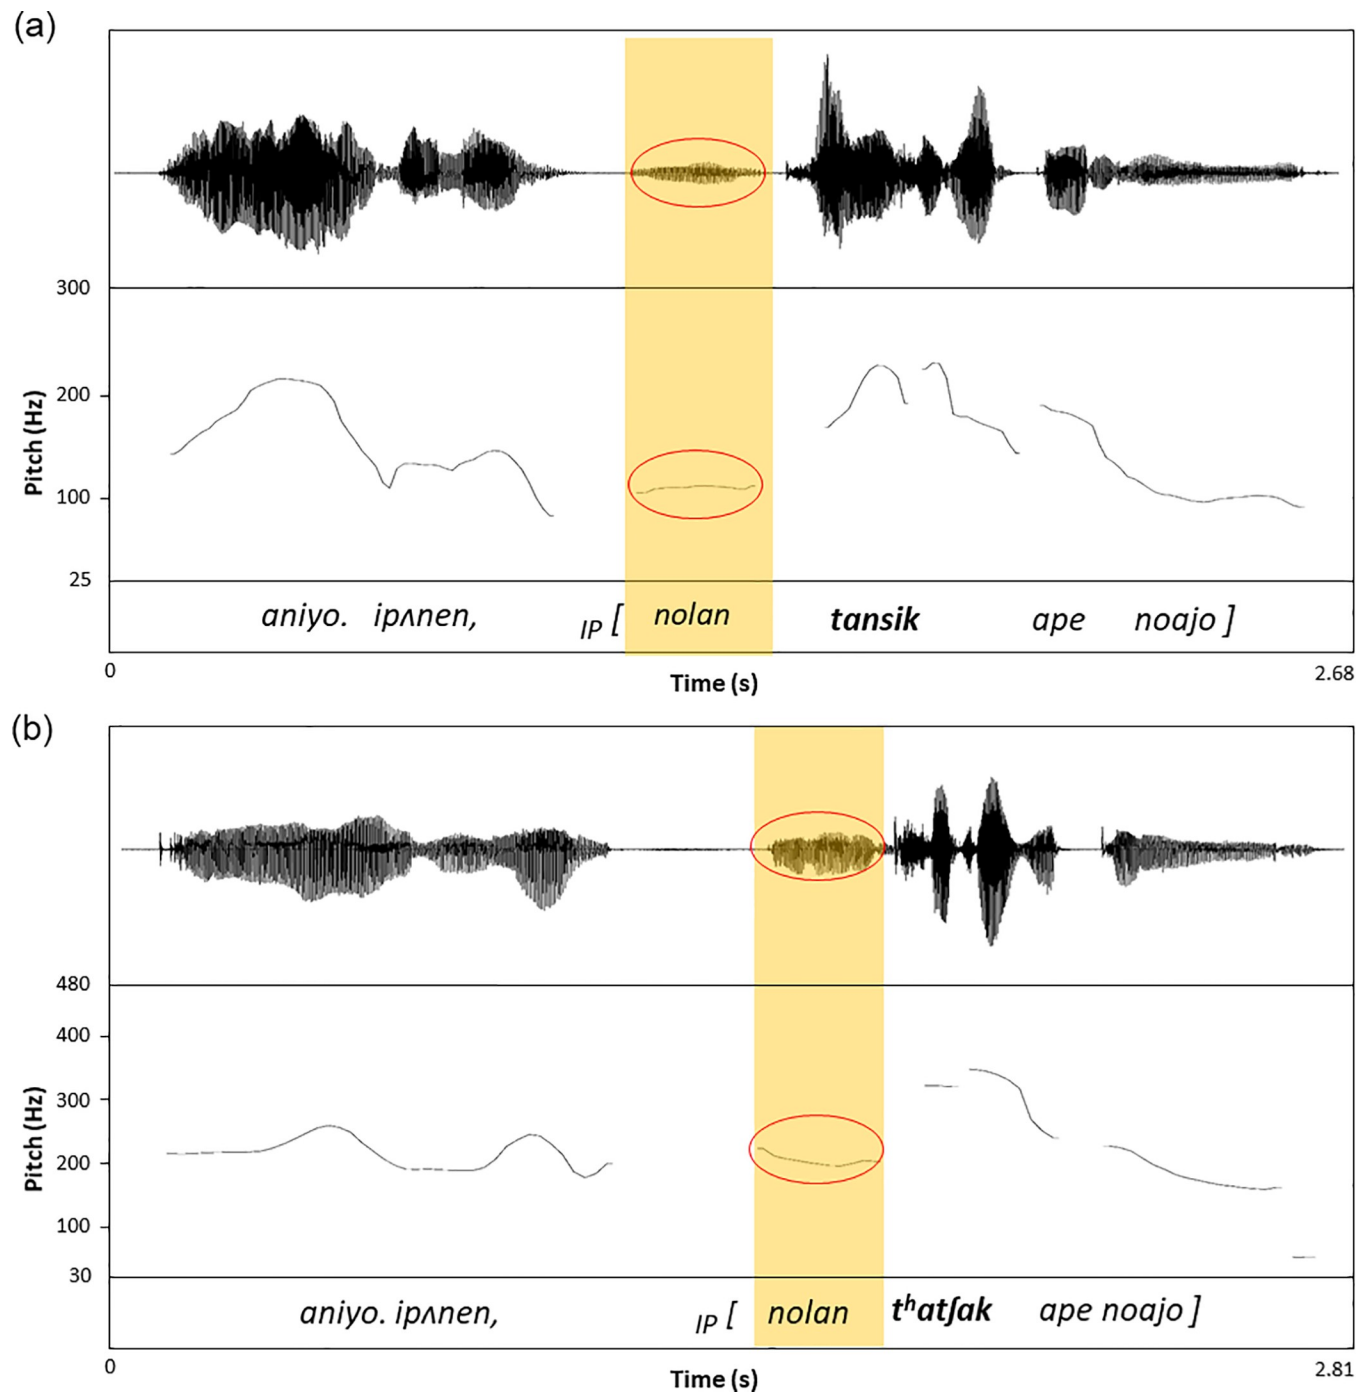 (a)
300
200
100
25
Pitch (Hz)
aniyo. ipʌnen, IP [ nolan tansik ape noajo ]
0 2.68
Time (s)
(b)
480
400
300
200
100
30
Pitch (Hz)
aniyo. ipʌnen, IP [ nolan tʰatʃak ape noajo ]
0 2.81
Time (s)